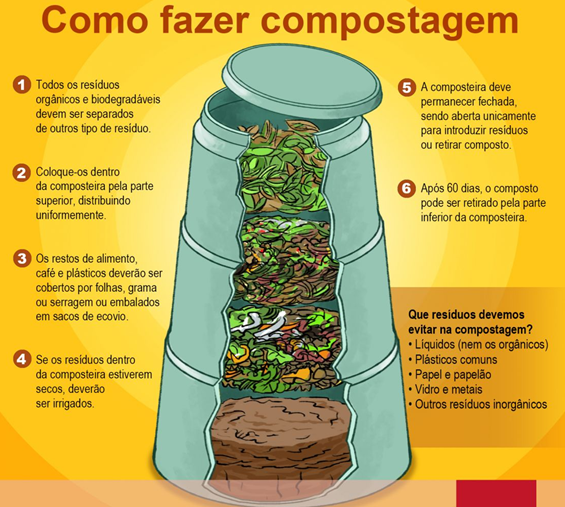 Como fazer compostagem
1 Todos os resíduos
orgânicos e biodegradáveis
devem ser separados
de outros tipo de resíduo.
2 Coloque-os dentro
da composteira pela parte
superior, distribuindo
uniformemente.
3 Os restos de alimento,
café e plásticos deverão ser
cobertos por folhas, grama
ou serragem ou embalados
em sacos de ecovio.
4 Se os resíduos dentro
da composteira estiverem
secos, deverão
ser irrigados.
5 A composteira deve
permanecer fechada,
sendo aberta unicamente
para introduzir resíduos
ou retirar composto.
6 Após 60 dias, o composto
pode ser retirado pela parte
inferior da composteira.
Que resíduos devemos
evitar na compostagem?
• Líquidos (nem os orgânicos)
• Plásticos comuns
• Papel e papelão
• Vidro e metais
• Outros resíduos inorgânicos